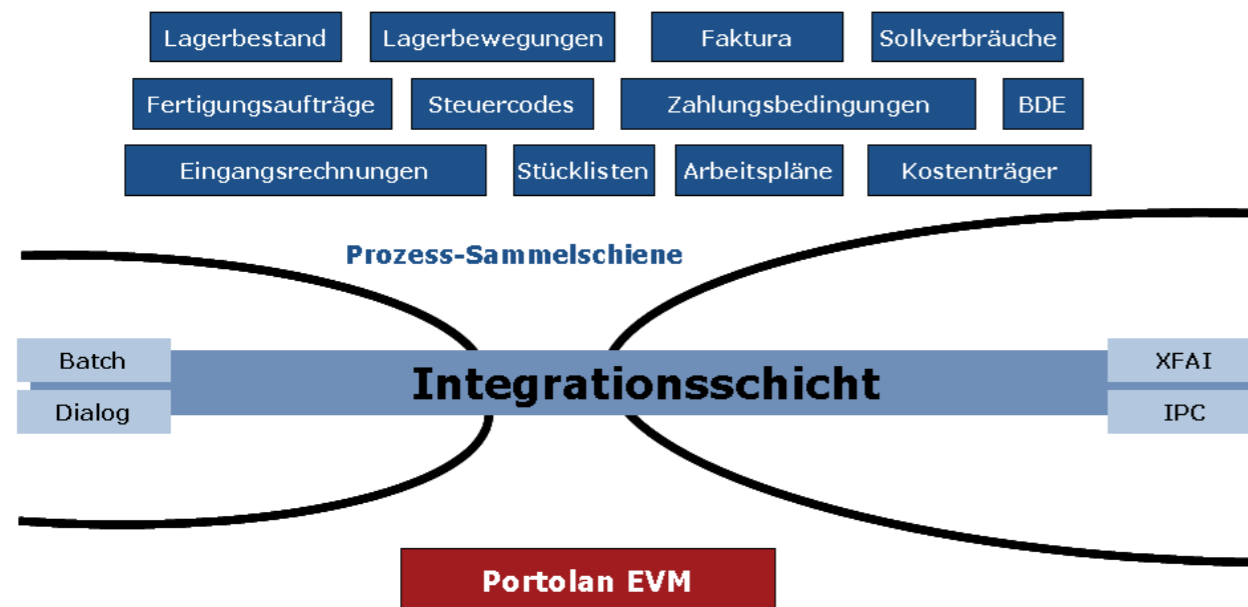 Lagerbestand Lagerbewegungen Faktura Sollverbräuche
Fertigungsaufträge Steuercodes Zahlungsbedingungen BDE
Eingangsrechnungen Stücklisten Arbeitspläne Kostenträger
Prozess-Sammelschiene
Batch
Dialog
Integrationsschicht
XFAI
IPC
Portolan EVM